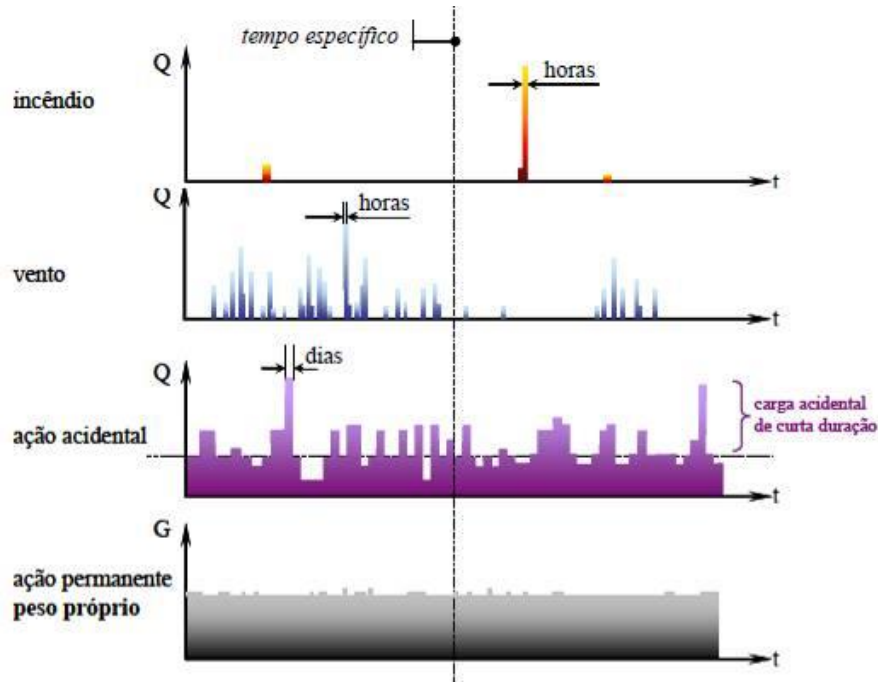 tempo específico
Q
horas
incêndio
t
Q
horas
vento
t
Q
dias
carga acidental
de curta duração
ação acidental
t
G
ação permanente
peso próprio
t